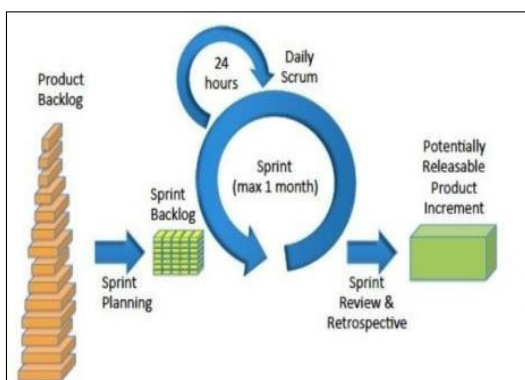 Product
Backlog
Sprint
Planning
Sprint
Backlog
24
hours
Daily
Scrum
Sprint
(max 1 month)
Sprint
Review &
Retrospective
Potentially
Releasable
Product
Increment